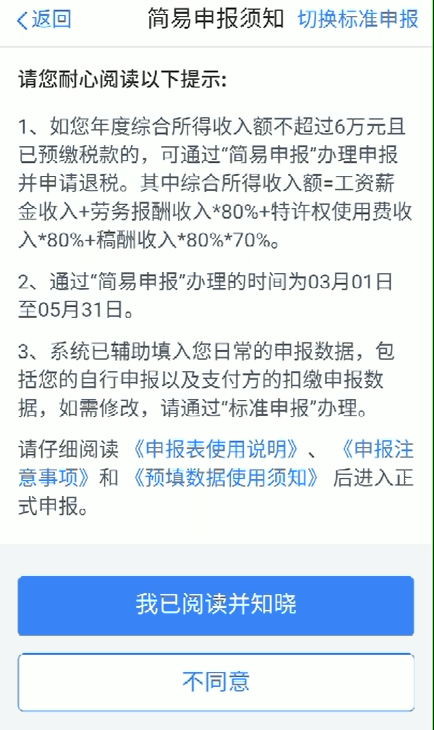 返回 简易申报须知 切换标准申报
请您耐心阅读以下提示:
1、如您年度综合所得收入额不超过6万元且
已预缴税款的，可通过“简易申报”办理申报
并申请退税。其中综合所得收入额=工资薪
金收入+劳务报酬收入*80%+特许权使用费收
入*80%+稿酬收入*80%*70%。
2、通过“简易申报”办理的时间为03月01日
至05月31日。
3、系统已辅助填入您日常的申报数据，包
括您的自行申报以及支付方的扣缴申报数
据，如需修改，请通过“标准申报”办理。
请仔细阅读《申报表使用说明》、《申报注
意事项》和《预填数据使用须知》后进入正
式申报。
我已阅读并知晓
不同意